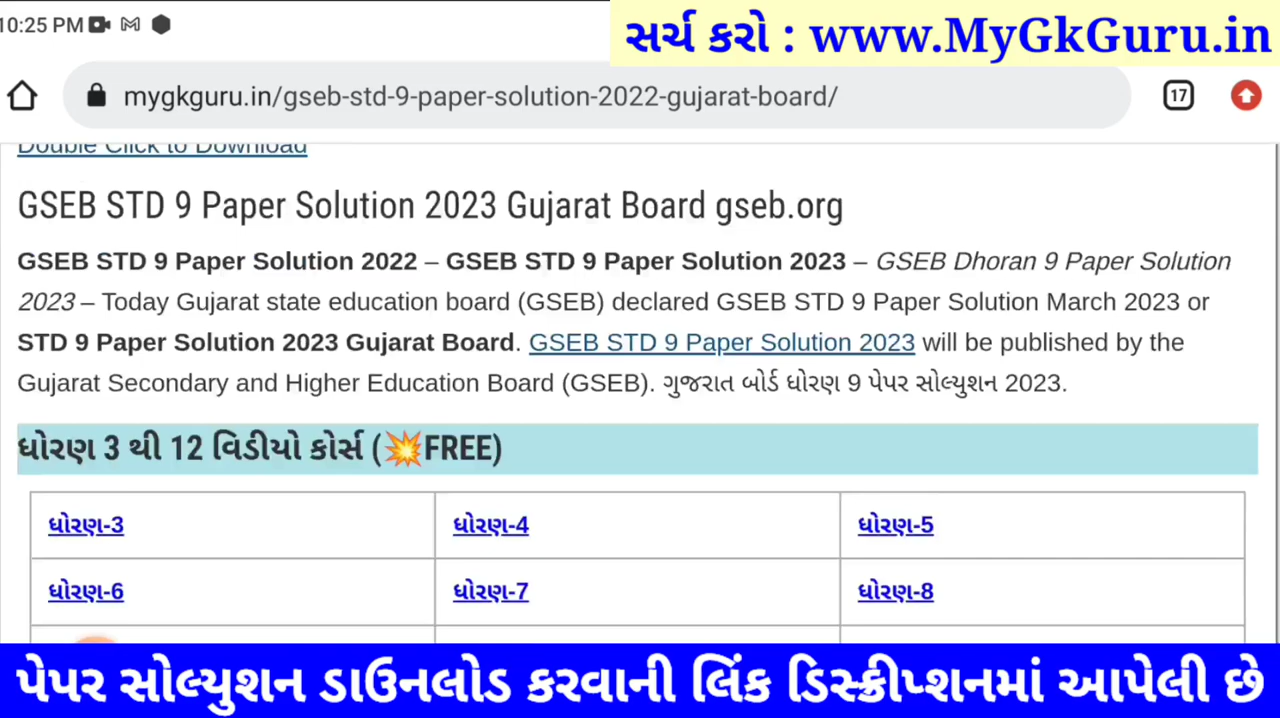 10:25 PM
સર્ચ કરો : www.MyGkGuru.in
mygkguru.in/gseb-std-9-paper-solution-2022-gujarat-board/
17
Double Click to Download
GSEB STD 9 Paper Solution 2023 Gujarat Board gseb.org
GSEB STD 9 Paper Solution 2022 – GSEB STD 9 Paper Solution 2023 – GSEB Dhoran 9 Paper Solution
2023 – Today Gujarat state education board (GSEB) declared GSEB STD 9 Paper Solution March 2023 or
STD 9 Paper Solution 2023 Gujarat Board. GSEB STD 9 Paper Solution 2023 will be published by the
Gujarat Secondary and Higher Education Board (GSEB). ગુજરાત બોર્ડ ધોરણ 9 પેપર સોલ્યુશન 2023.
ધોરણ 3 થી 12 વિડીયો કોર્સ (💥FREE)
ધોરણ-3 ધોરણ-4 ધોરણ-5
ધોરણ-6 ધોરણ-7 ધોરણ-8
પેપર સોલ્યુશન ડાઉનલોડ કરવાની લિંક ડિસ્ક્રીપ્શનમાં આપેલી છે